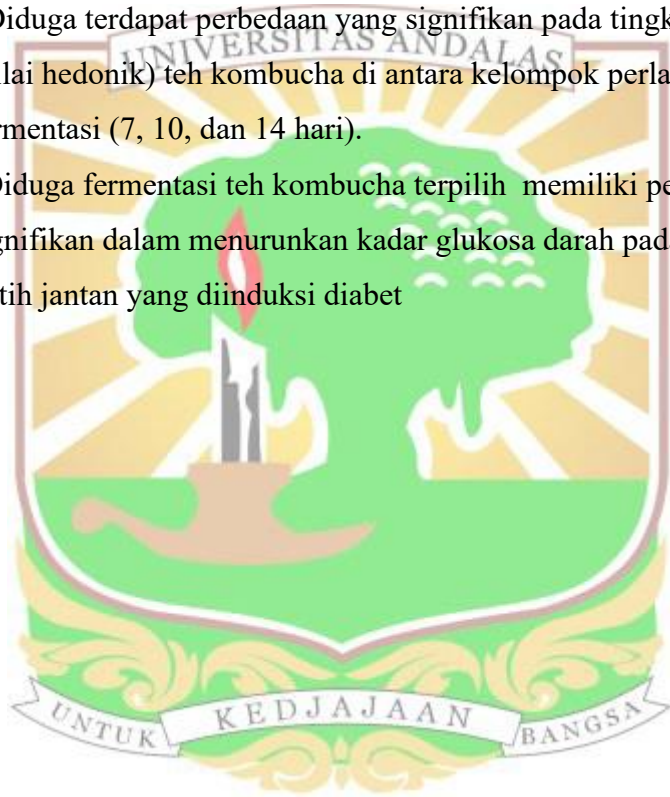 Diduga terdapat perbedaan yang signifikan pada tingk
UNIVERSITAS ANDALAS
ilai hedonik) teh kombucha di antara kelompok perla
rmentasi (7, 10, dan 14 hari).
Diduga fermentasi teh kombucha terpilih memiliki pe
gnifikan dalam menurunkan kadar glukosa darah pada
tih jantan yang diinduksi diabet
UNTUK KEDJAJAAN BANGSA